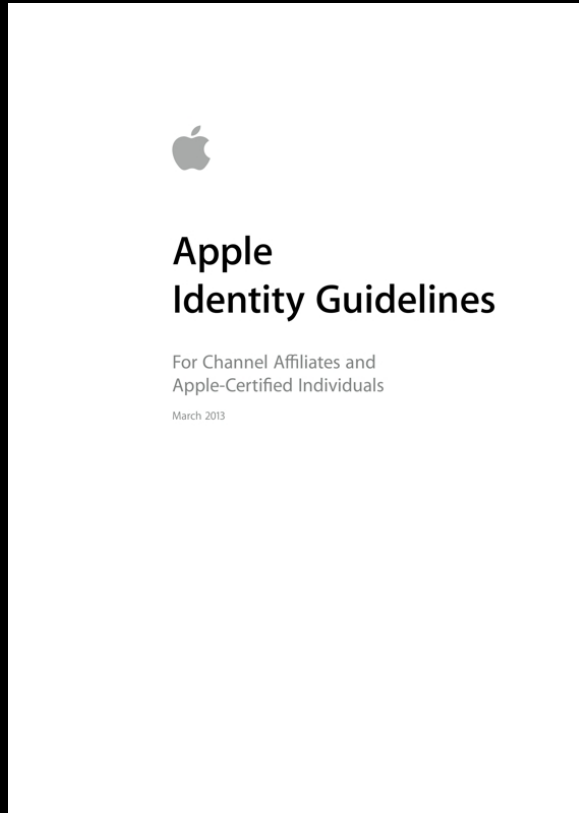 Apple
Identity Guidelines
For Channel Affiliates and
Apple-Certified Individuals
March 2013